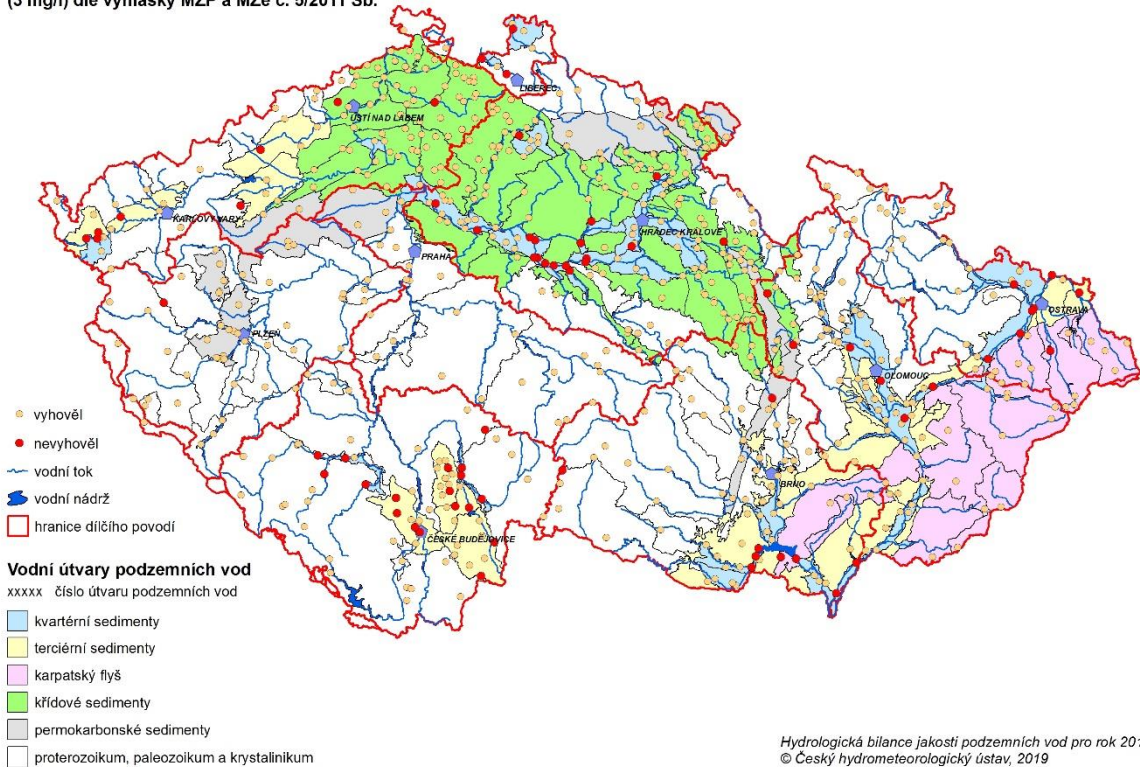 (3 mg/l) dle vyhlášky MŽP a MZe č. 5/2011 Sb.
LIBEREC
ÚSTÍ NAD LABEM
KARLOVY VARY
HRADEC KRÁLOVÉ
PRAHA
OSTRAVA
PLZEŇ
OLOMOUC
BRNO
ČESKÉ BUDĚJOVICE
vyhověl
nevyhověl
vodní tok
vodní nádrž
hranice dílčího povodí
Vodní útvary podzemních vod
xxxxx číslo útvaru podzemních vod
kvartérní sedimenty
terciérní sedimenty
karpatský flyš
křídové sedimenty
permokarbonské sedimenty
proterozoikum, paleozoikum a krystalinikum
Hydrologická bilance jakosti podzemních vod pro rok
© Český hydrometeorologický ústav, 2019